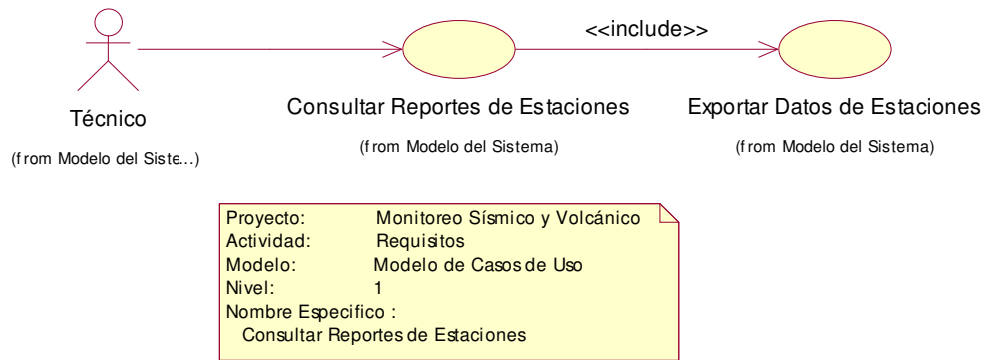 <<include>>
Técnico
Consultar Reportes de Estaciones
Exportar Datos de Estaciones
(from Modelo del Siste...)
(from Modelo del Sistema)
(from Modelo del Sistema)
Proyecto: Monitoreo Sísmico y Volcánico
Actividad: Requisitos
Modelo: Modelo de Casos de Uso
Nivel: 1
Nombre Especifico :
Consultar Reportes de Estaciones